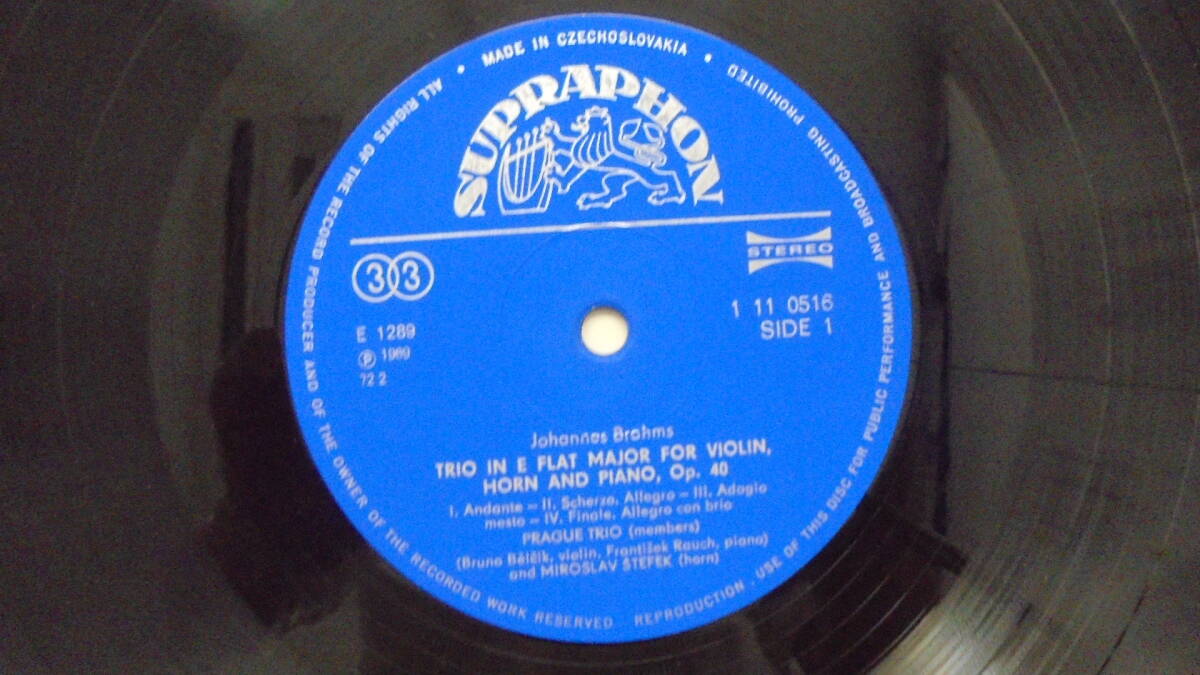 MADE IN CZECHOSLOVAKIA
SUPRAPHON
33
STEREO
E 1289
1 11 0516
Ⓟ 1969
SIDE 1
72 2
Johannes Brahms
TRIO IN E FLAT MAJOR FOR VIOLIN,
HORN AND PIANO, Op. 40
I. Andante – II. Scherzo. Allegro – III. Adagio
mesto – IV. Finale. Allegro con brio
PRAGUE TRIO (members)
(Bruno Bělčík, violin, František Rauch, piano)
and MIROSLAV ŠTEFEK (horn)
ALL RIGHTS OF THE RECORD PRODUCER AND OF THE OWNER OF THE RECORDED WORK RESERVED. REPRODUCTION . USE OF THIS DISC FOR PUBLIC PERFORMANCE AND BROADCASTING PROHIBITED